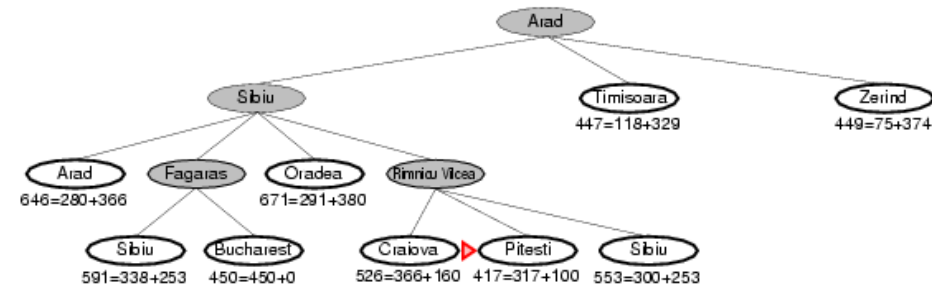 Arad
Sibiu
Timisoara
Zerind
447=118+329
449=75+374
Arad
Fagaras
Oradea
Rimnicu Vilcea
646=280+366
671=291+380
Sibiu
Bucharest
Craiova
Pitesti
Sibiu
591=338+253
450=450+0
526=366+160
417=317+100
553=300+253